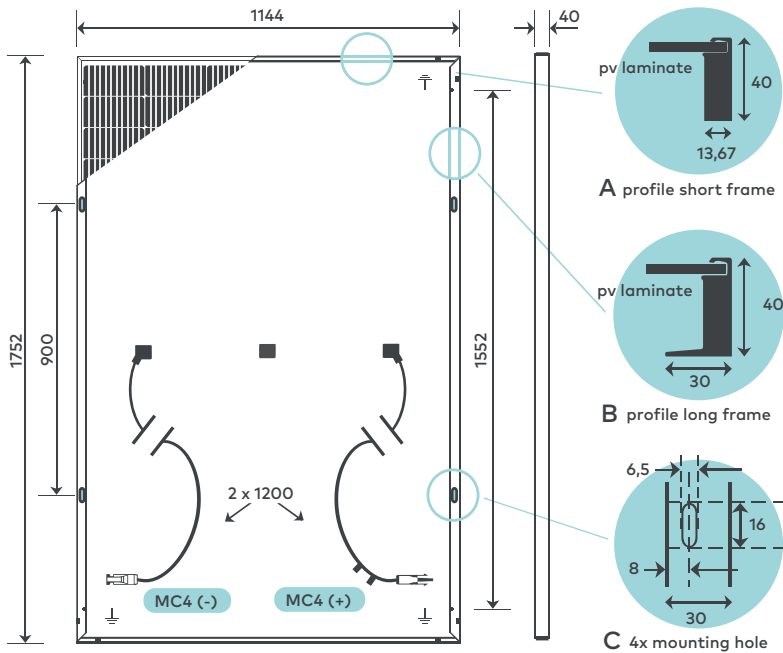 1144
40
pv laminate
40
13,67
A profile short frame
1752
900
1552
pv laminate
40
30
B profile long frame
2 x 1200
6,5
16
8
30
MC4 (-)
MC4 (+)
C 4x mounting hole